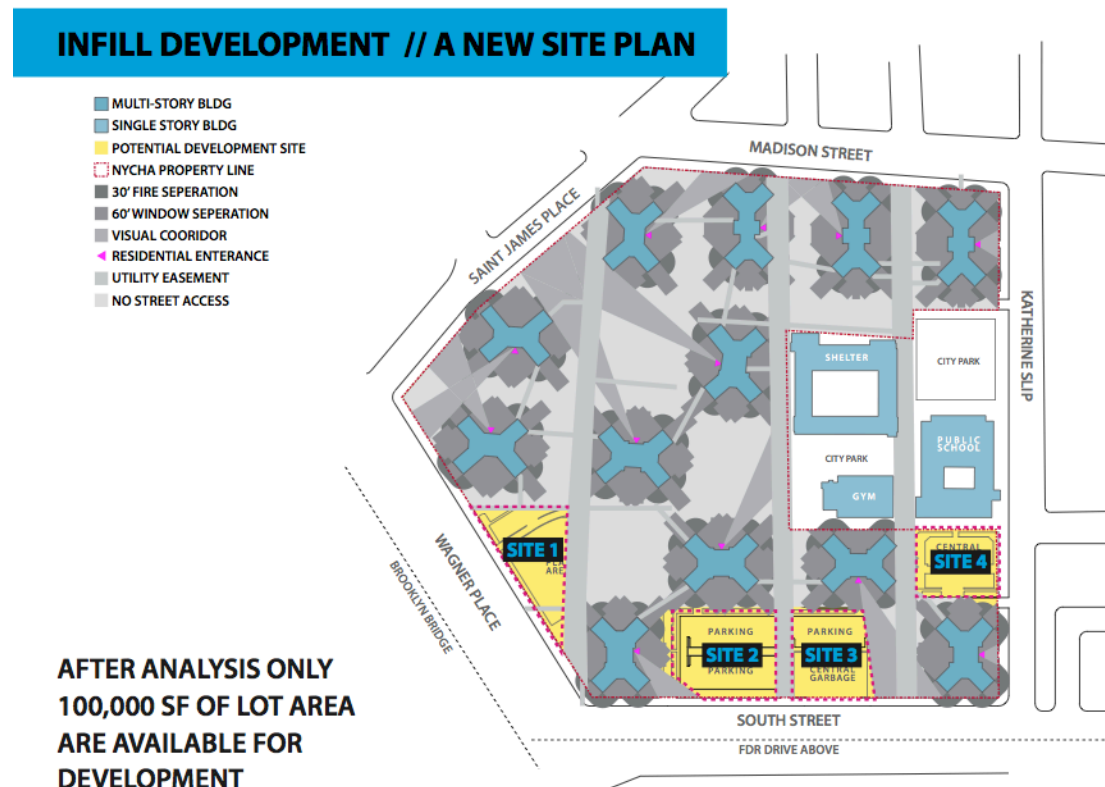 INFILL DEVELOPMENT // A NEW SITE PLAN
MULTI-STORY BLDG
SINGLE STORY BLDG
POTENTIAL DEVELOPMENT SITE
NYCHA PROPERTY LINE
30' FIRE SEPERATION
60' WINDOW SEPERATION
VISUAL COORIDOR
RESIDENTIAL ENTERANCE
UTILITY EASEMENT
NO STREET ACCESS
MADISON STREET
SAINT JAMES PLACE
KATHERINE SLIP
SHELTER
CITY PARK
PUBLIC
SCHOOL
CITY PARK
GYM
SITE 1
AREA
CENTRAL
SITE 4
WAGNER PLACE
BROOKLYN BRIDGE
PARKING
SITE 2
PARKING
PARKING
SITE 3
CENTRAL
GARBAGE
SOUTH STREET
FDR DRIVE ABOVE
AFTER ANALYSIS ONLY
100,000 SF OF LOT AREA
ARE AVAILABLE FOR
DEVELOPMENT